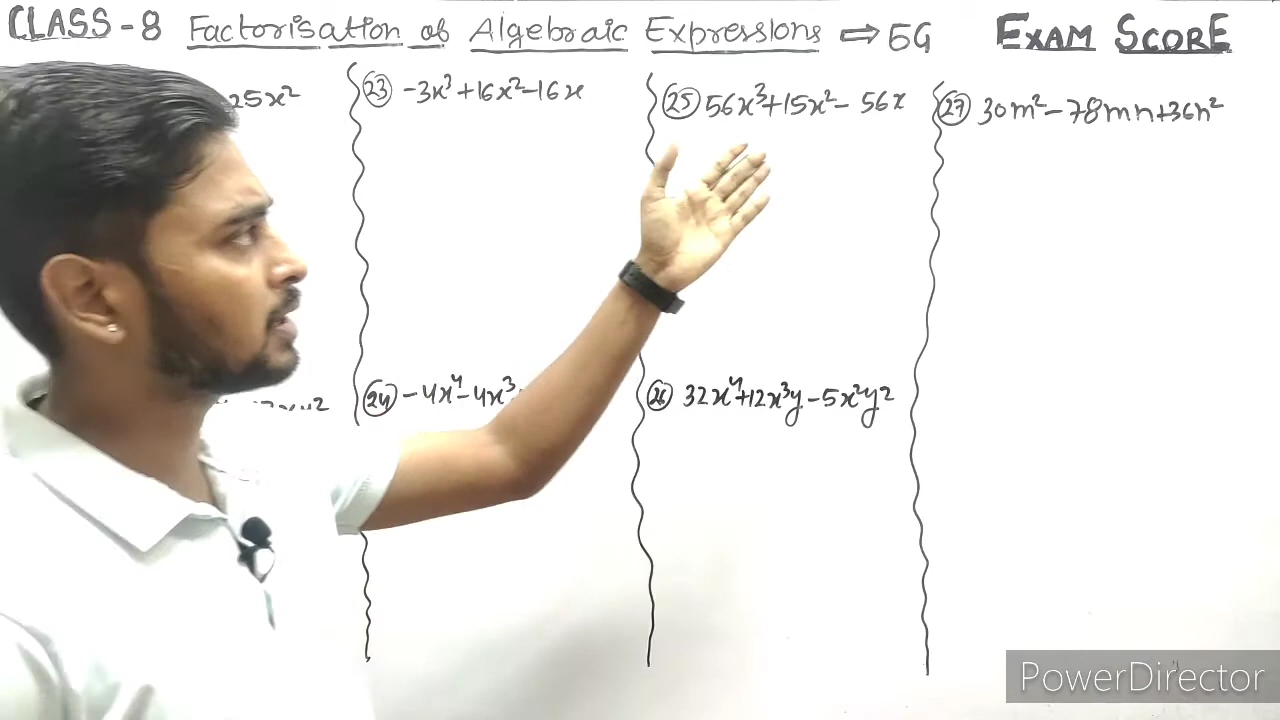 CLASS-8 Factorisation of Algebraic Expressions ⇒ 5G EXAM SCORE
25x²
㉓ -3x³+16x²-16x
㉕ 56x³+15x²- 56x
㉗ 30m²-78mn+36n²
㉔ -4x⁴-4x³
㉖ 32x⁴+12x³y-5x²y²
PowerDirector